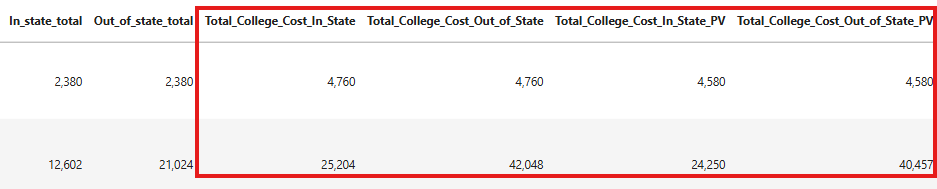 In_state_total Out_of_state_total Total_College_Cost_In_State Total_College_Cost_Out_of_State Total_College_Cost_In_State_PV Total_College_Cost_Out_of_State_PV
2,380 2,380 4,760 4,760 4,580 4,580
12,602 21,024 25,204 42,048 24,250 40,457